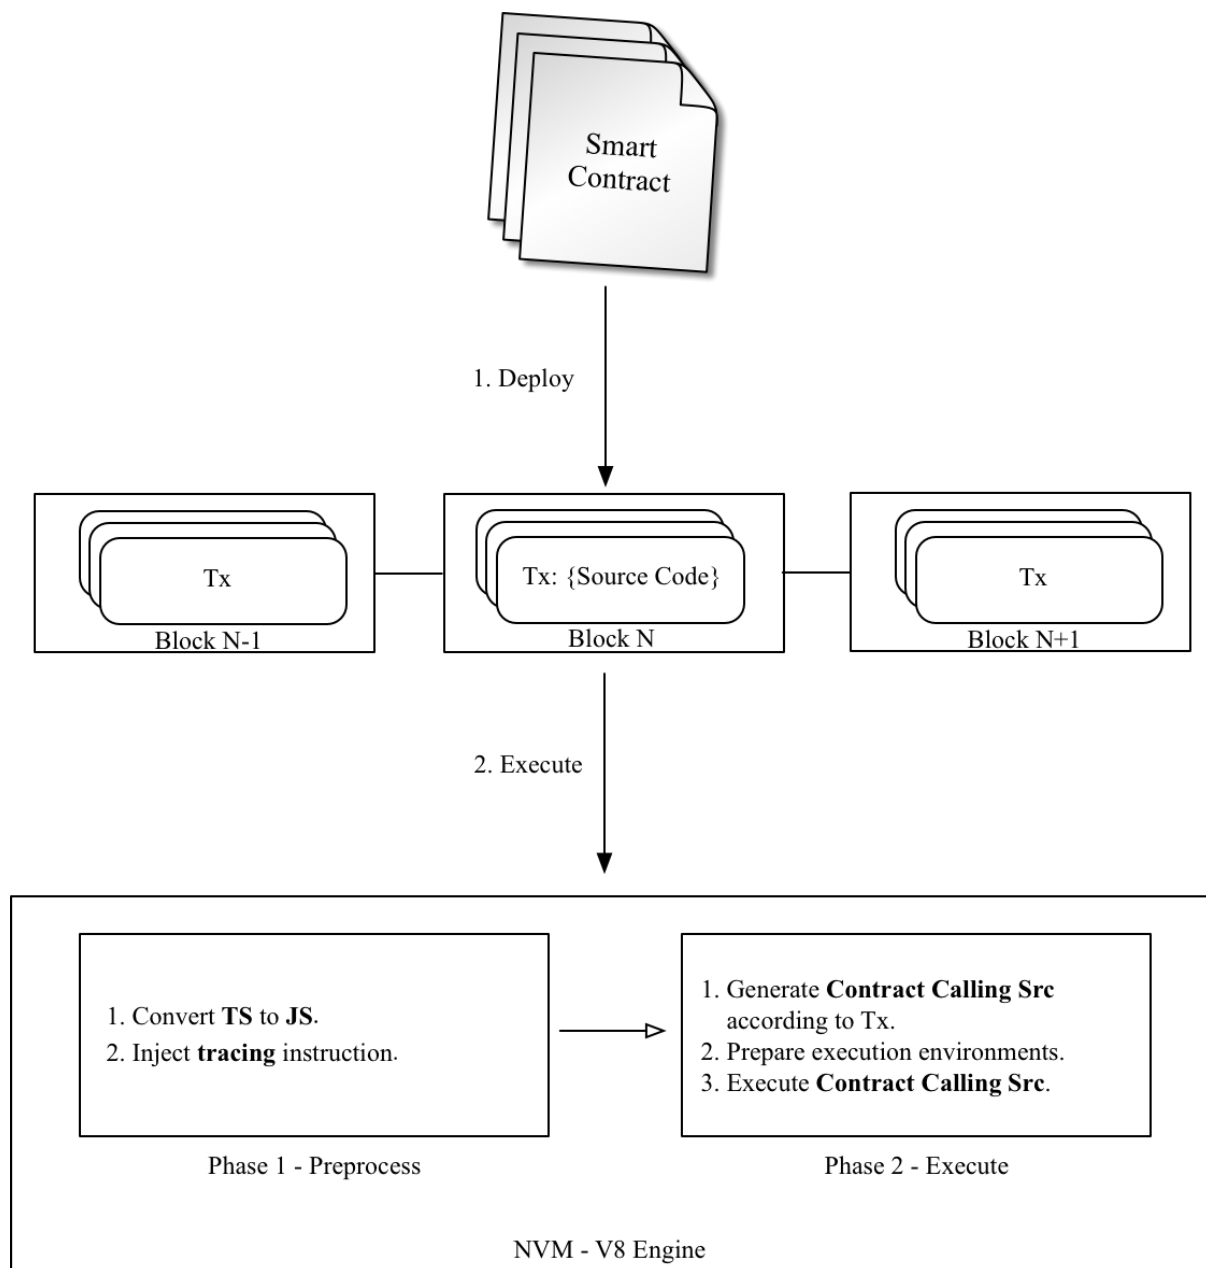 Smart
Contract
1. Deploy
Tx
Block N-1
Tx: {Source Code}
Block N
Tx
Block N+1
2. Execute
1. Convert TS to JS.
2. Inject tracing instruction.
Phase 1 - Preprocess
1. Generate Contract Calling Src
according to Tx.
2. Prepare execution environments.
3. Execute Contract Calling Src.
Phase 2 - Execute
NVM - V8 Engine